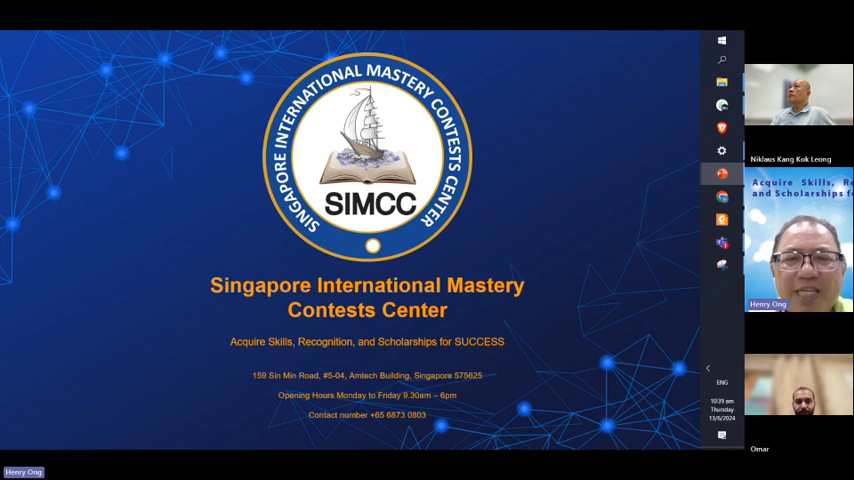 SINGAPORE INTERNATIONAL MASTERY CONTESTS CENTER
SIMCC
Singapore International Mastery
Contests Center
Acquire Skills, Recognition, and Scholarships for SUCCESS
159 Sin Min Road, #5-04, Amtech Building, Singapore 575625
Opening Hours Monday to Friday 9.30am – 6pm
Contact number +65 6873 0803
ENG
10:39 am
Thursday
13/6/2024
Niklaus Kang Kok Leong
Acquire Skills, Re
and Scholarships fo
Henry Ong
Omar
Henry Ong